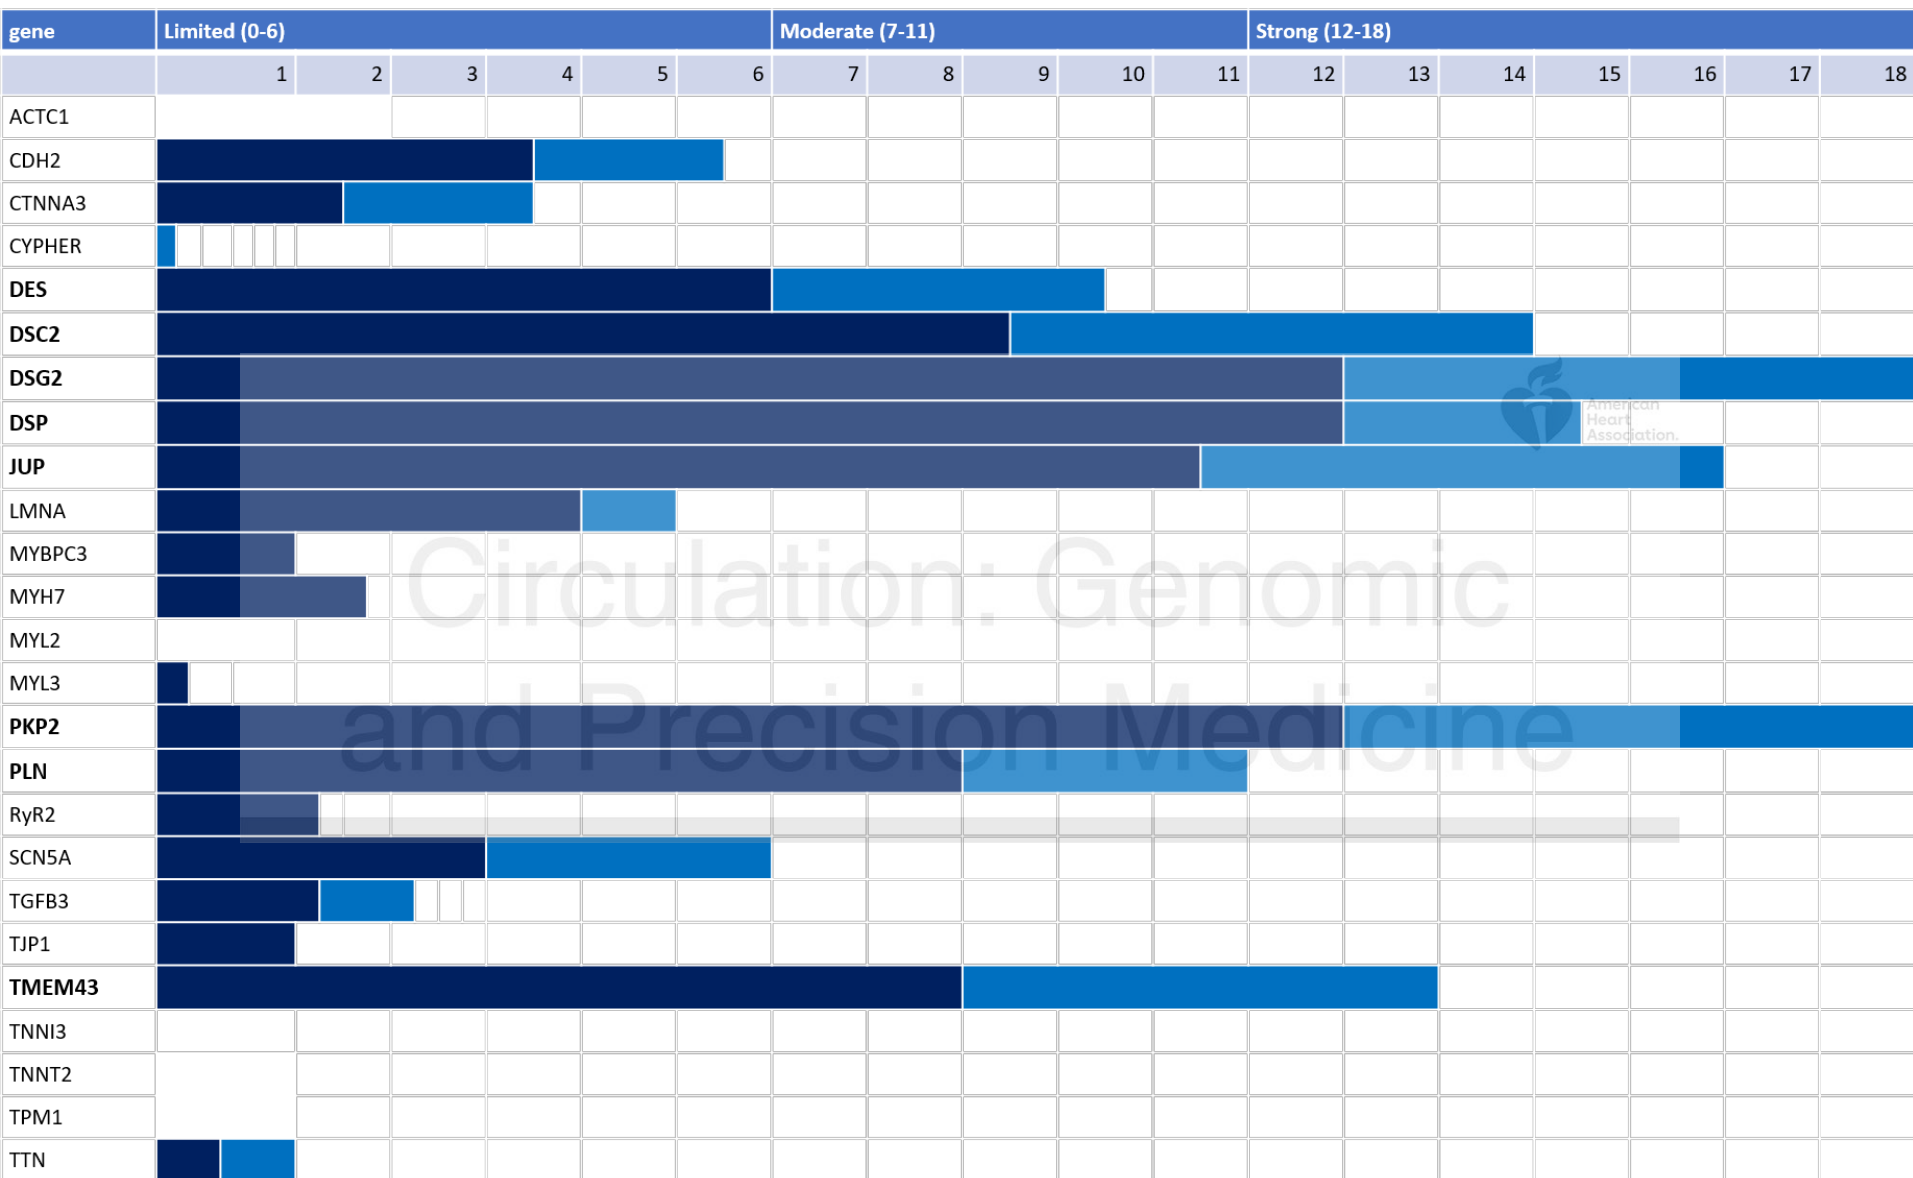 gene Limited (0-6) Moderate (7-11) Strong (12-18)
1 2 3 4 5 6 7 8 9 10 11 12 13 14 15 16 17 18
ACTC1
CDH2
CTNNA3
CYPHER
DES
DSC2
DSG2
DSP
American
Heart
Association.
JUP
LMNA
MYBPC3
MYH7
Circulation: Genomic
MYL2
MYL3
PKP2
and Precision Medicine
PLN
RyR2
SCN5A
TGFB3
TJP1
TMEM43
TNNI3
TNNT2
TPM1
TTN